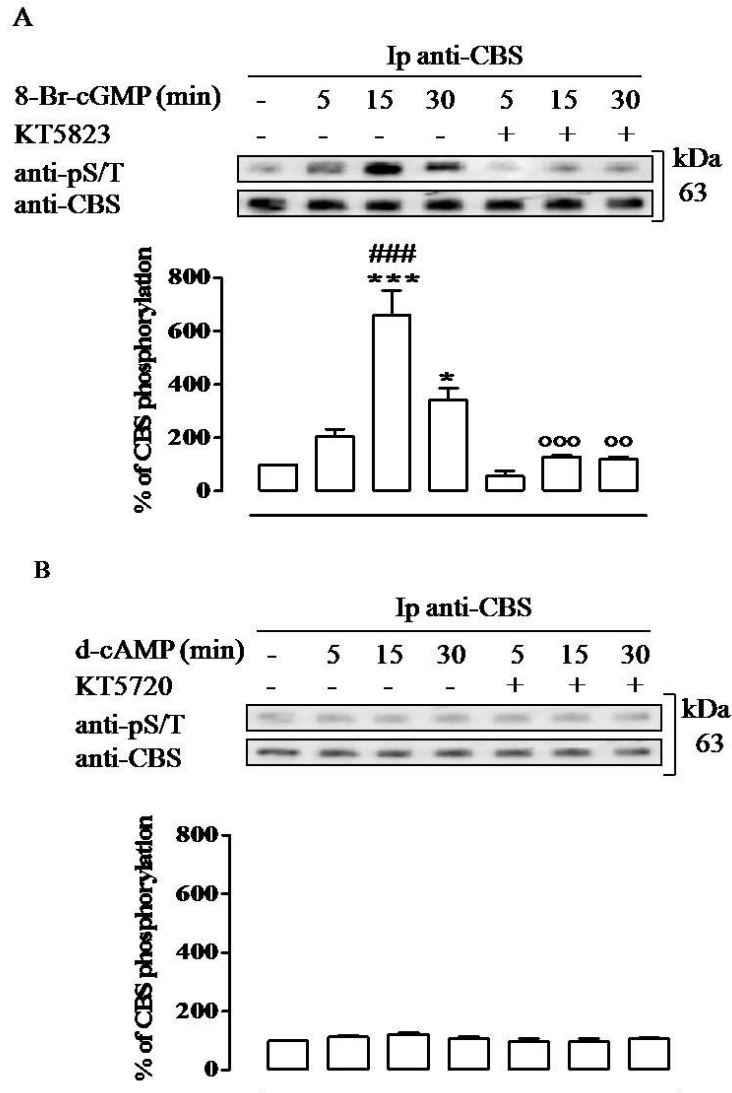 A
Ip anti-CBS
8-Br-cGMP (min) - 5 15 30 5 15 30
KT5823 - - - - + + +
anti-pS/T
anti-CBS
kDa
63
% of CBS phosphorylation
800
600
400
200
0
###
***
*
ooo
oo
B
Ip anti-CBS
d-cAMP (min) - 5 15 30 5 15 30
KT5720 - - - - + + +
anti-pS/T
anti-CBS
kDa
63
% of CBS phosphorylation
800
600
400
200
0